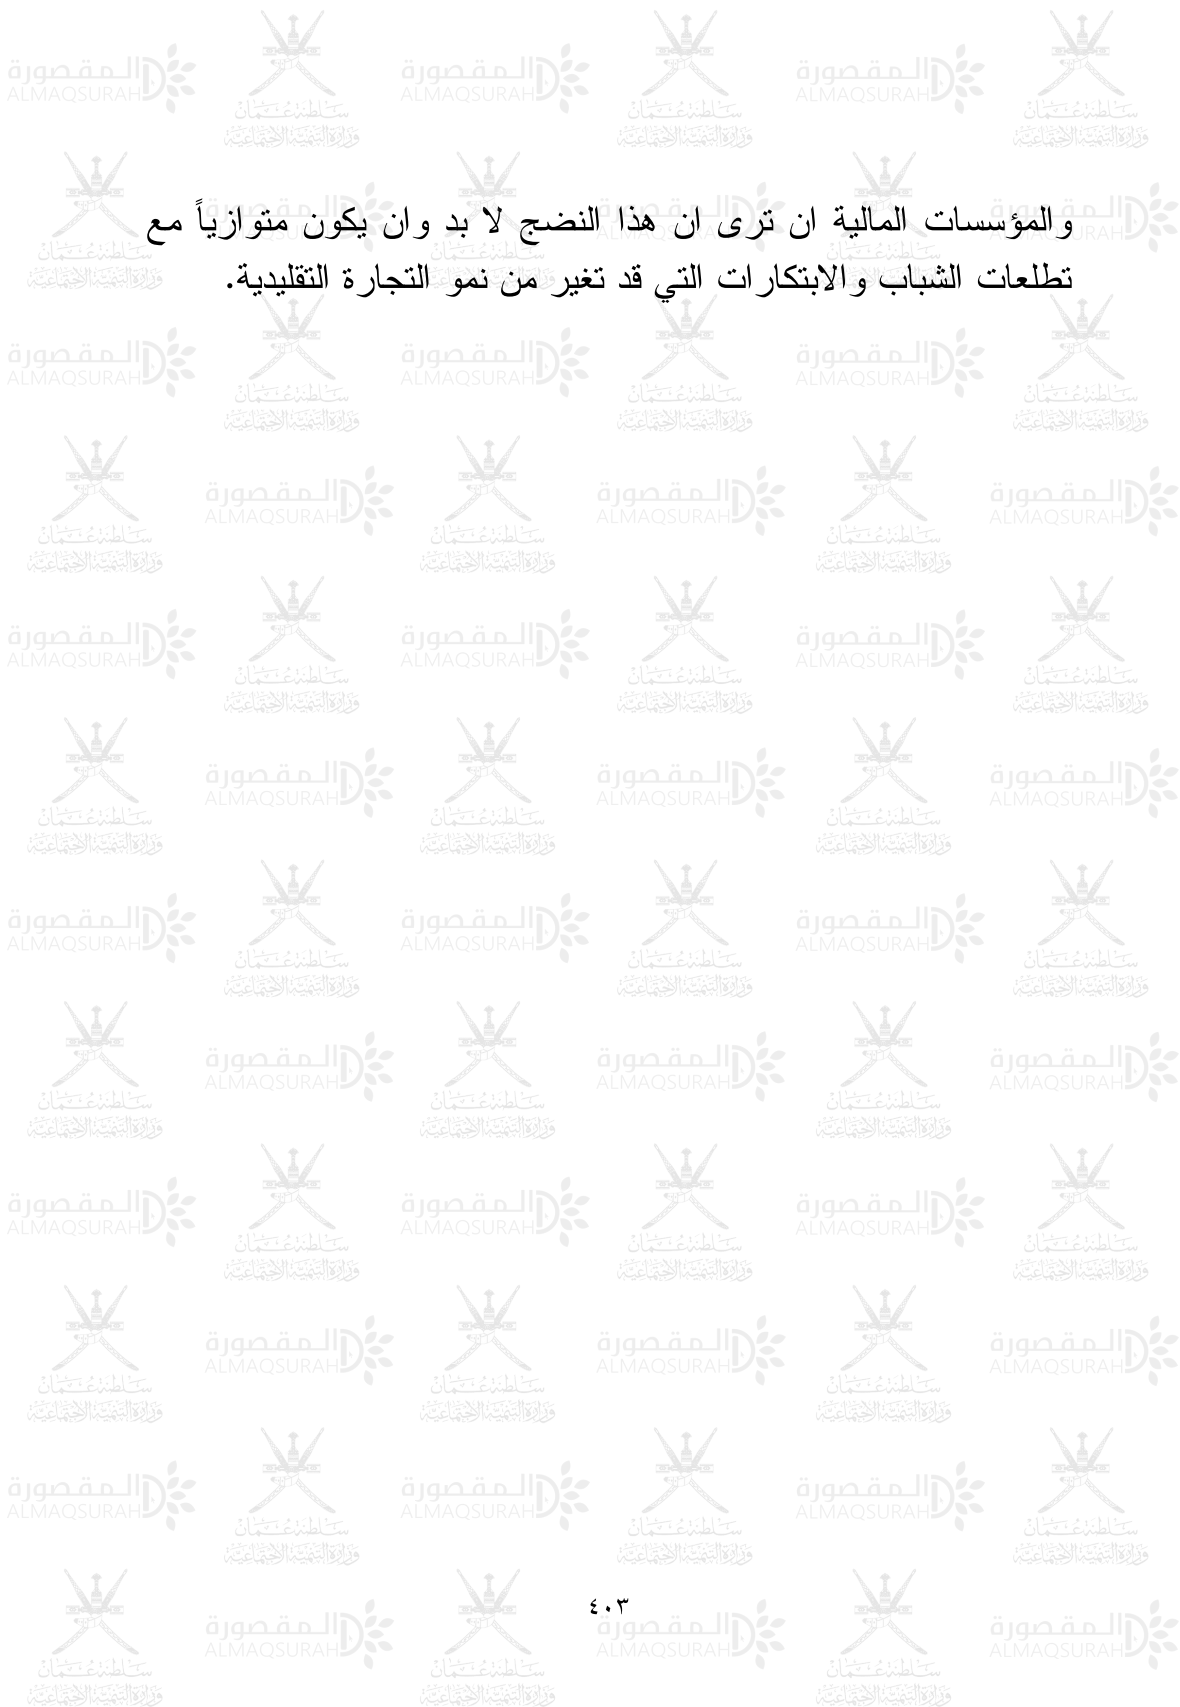 والمؤسسات المالية ان ترى ان هذا النضج لا بد وان يكون متوازياً مع
تطلعات الشباب والابتكارات التي قد تغير من نمو التجارة التقليدية.
٤٠٣